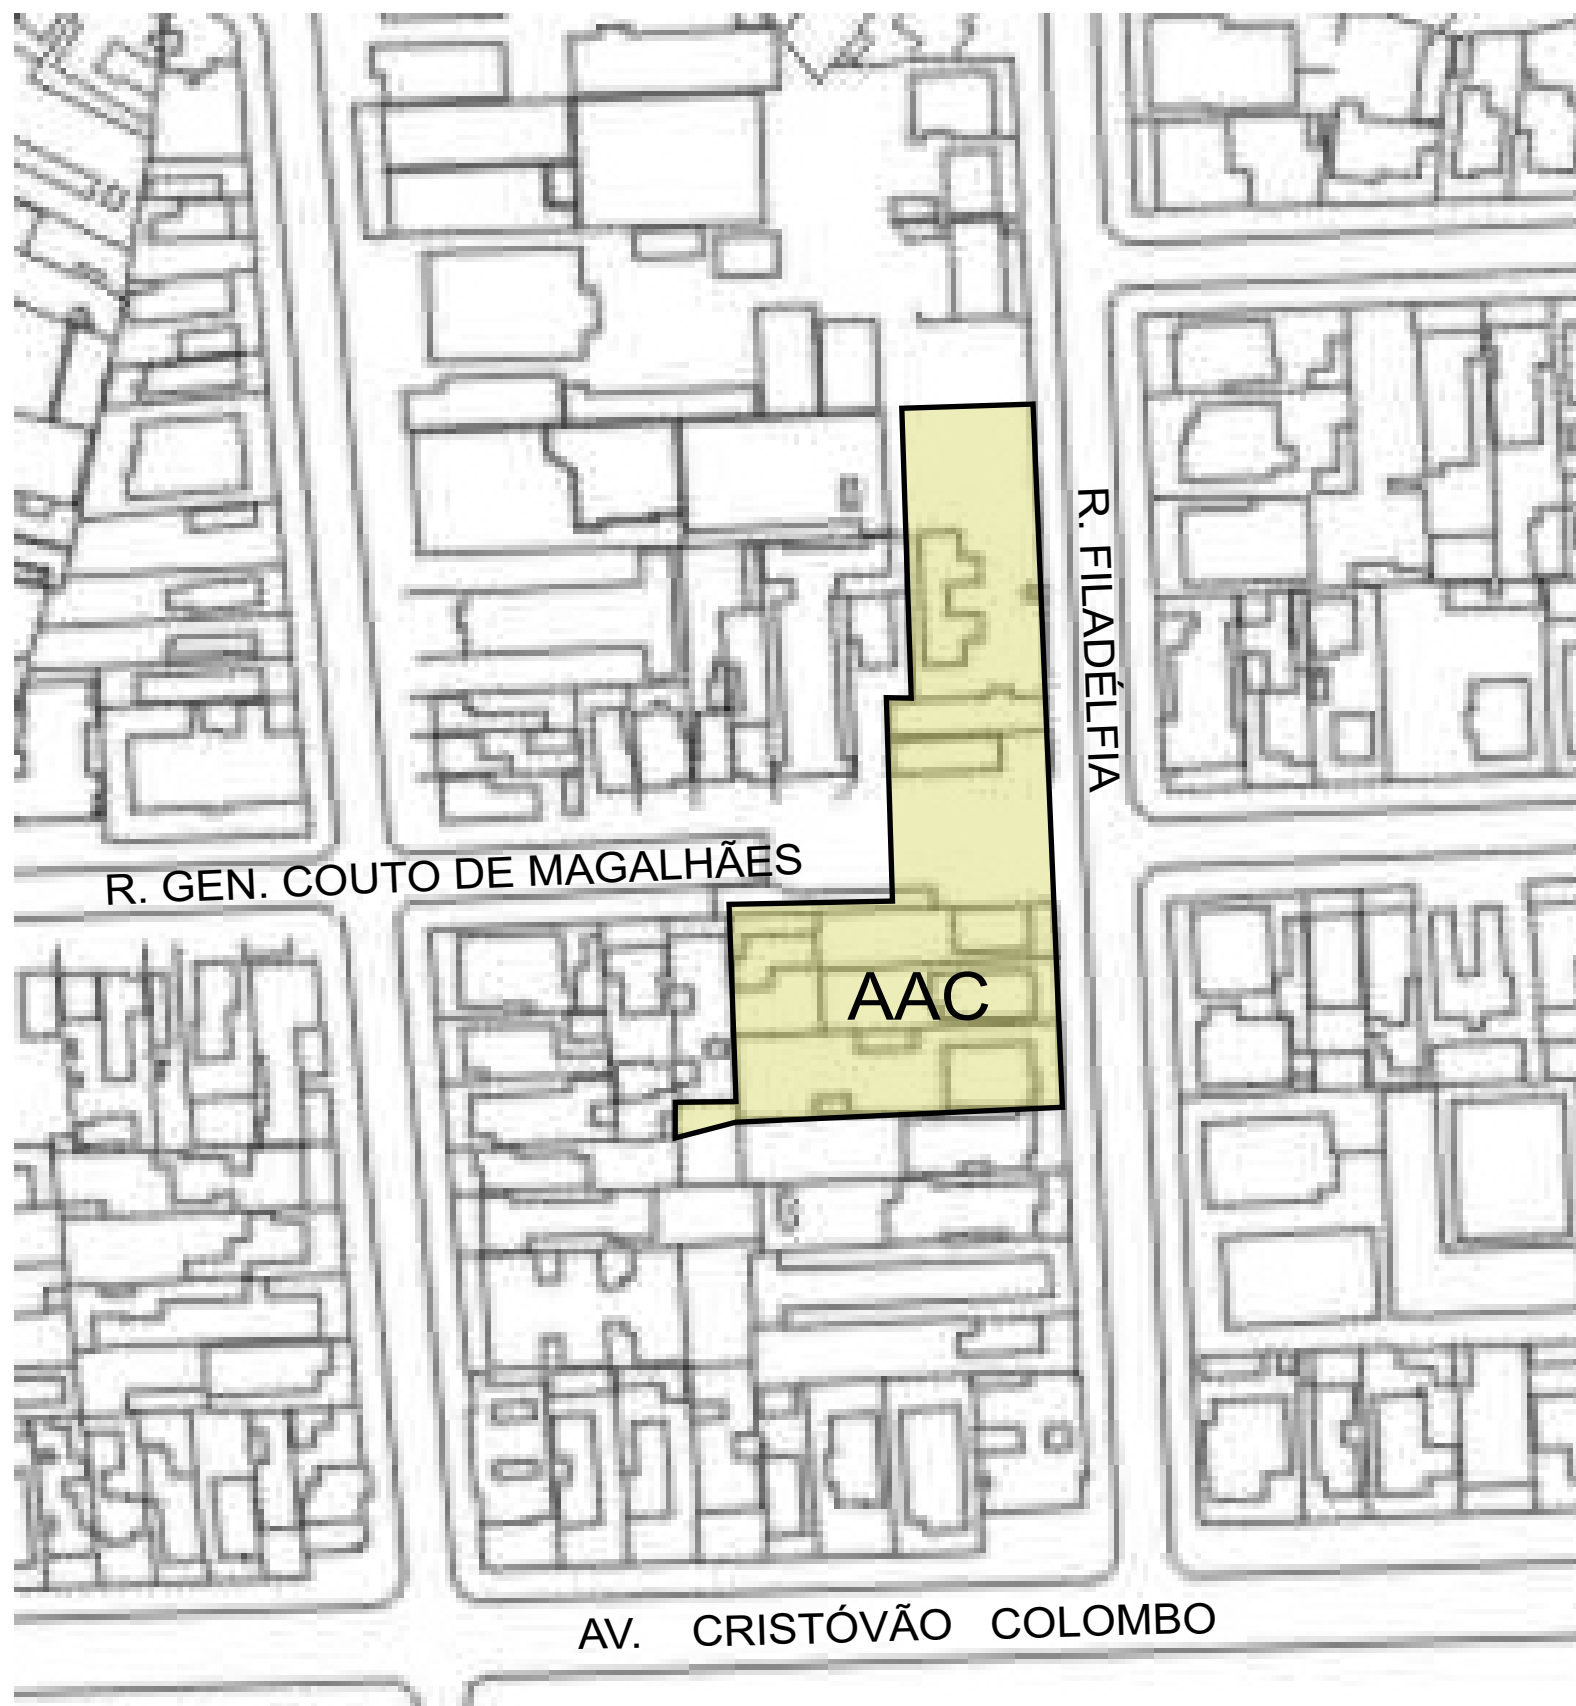 R. FILADÉLFIA
R. GEN. COUTO DE MAGALHÃES
AAC
AV. CRISTÓVÃO COLOMBO